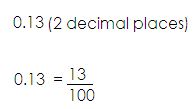 0.13 (2 decimal places)
0.13 = 13/100